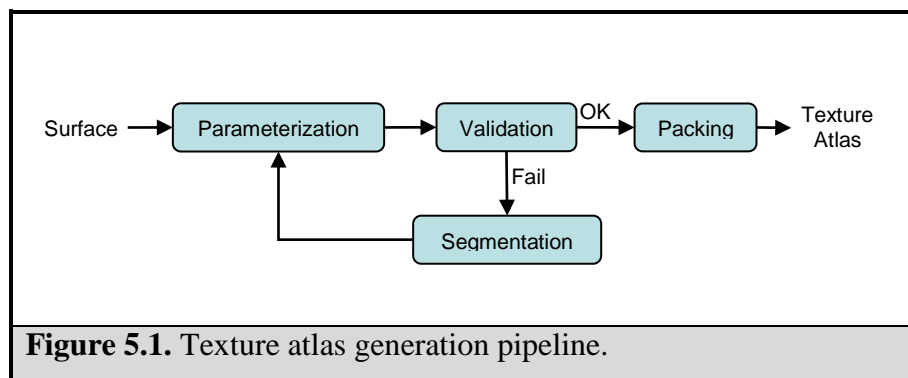 Surface
Parameterization
Validation
OK
Packing
Texture
Atlas
Fail
Segmentation
Figure 5.1. Texture atlas generation pipeline.